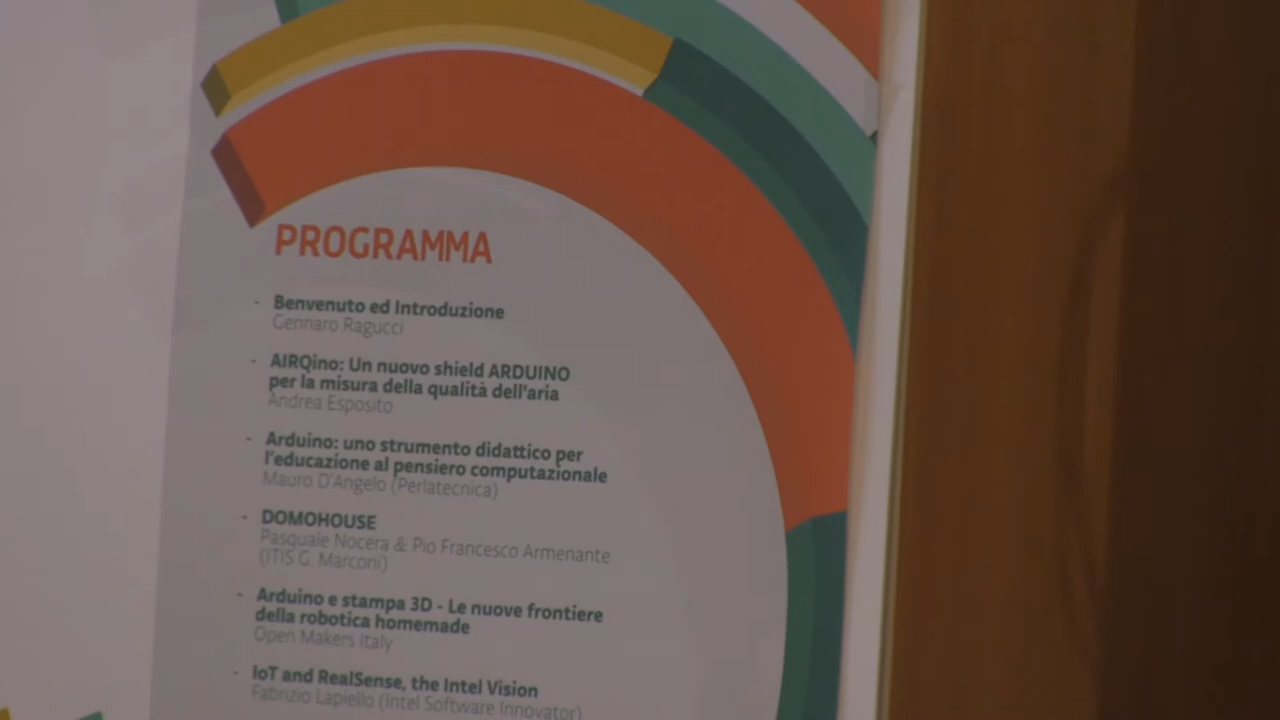 PROGRAMMA
- Benvenuto ed Introduzione
Gennaro Ragucci
- AIRQino: Un nuovo shield ARDUINO
per la misura della qualità dell'aria
Andrea Esposito
- Arduino: uno strumento didattico per
l'educazione al pensiero computazionale
Mauro D'Angelo (Perlatecnica)
- DOMOHOUSE
Pasquale Nocera & Pio Francesco Armenante
(ITIS G. Marconi)
- Arduino e stampa 3D - Le nuove frontiere
della robotica homemade
Open Makers Italy
- IoT and RealSense, the Intel Vision
Fabrizio Lapiello (Intel Software Innovator)